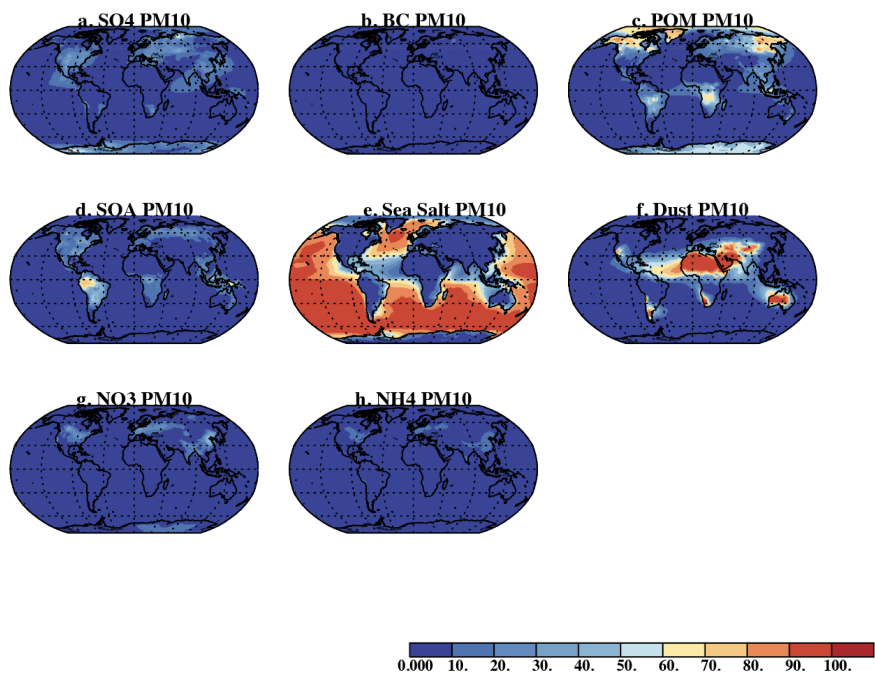 a. SO4 PM10
b. BC PM10
c. POM PM10
d. SOA PM10
e. Sea Salt PM10
f. Dust PM10
g. NO3 PM10
h. NH4 PM10
0.000 10. 20. 30. 40. 50. 60. 70. 80. 90. 100.